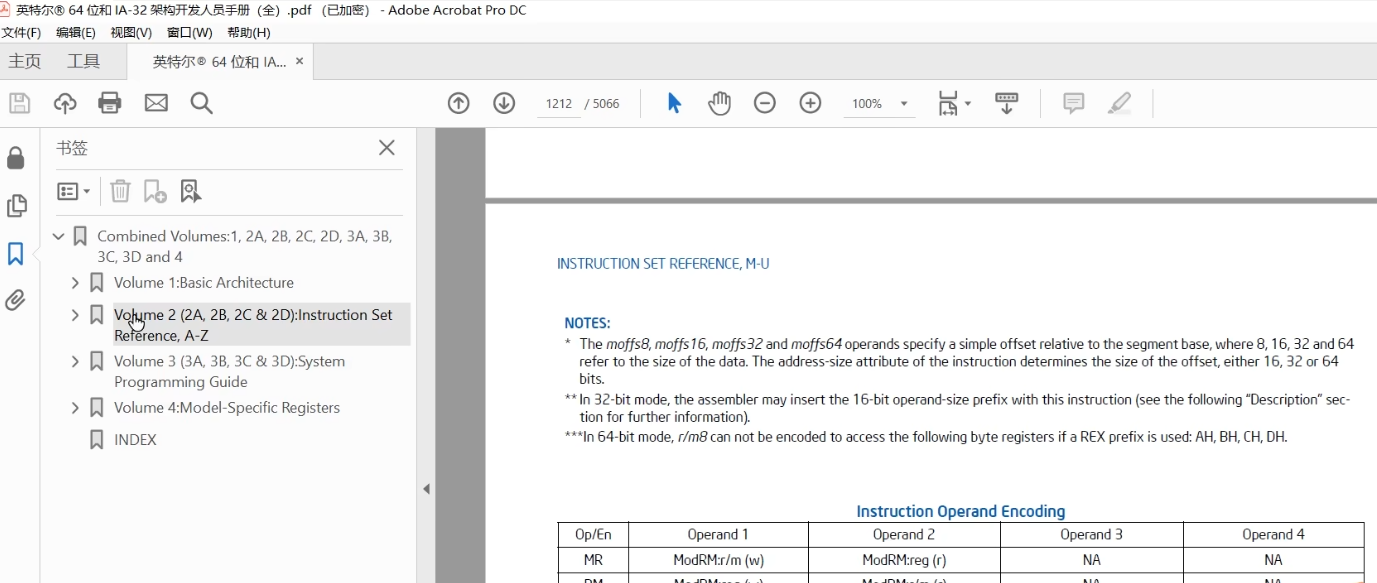 英特尔® 64 位和 IA-32 架构开发人员手册（全）.pdf （已加密） - Adobe Acrobat Pro DC
文件(F) 编辑(E) 视图(V) 窗口(W) 帮助(H)
主页 工具 英特尔® 64 位和 IA... ×
1212 / 5066 100%
书签
Combined Volumes:1, 2A, 2B, 2C, 2D, 3A, 3B,
3C, 3D and 4
Volume 1:Basic Architecture
Volume 2 (2A, 2B, 2C & 2D):Instruction Set
Reference, A-Z
Volume 3 (3A, 3B, 3C & 3D):System
Programming Guide
Volume 4:Model-Specific Registers
INDEX
INSTRUCTION SET REFERENCE, M-U
NOTES:
* The moffs8, moffs16, moffs32 and moffs64 operands specify a simple offset relative to the segment base, where 8, 16, 32 and 64
refer to the size of the data. The address-size attribute of the instruction determines the size of the offset, either 16, 32 or 64
bits.
** In 32-bit mode, the assembler may insert the 16-bit operand-size prefix with this instruction (see the following “Description” sec-
tion for further information).
***In 64-bit mode, r/m8 can not be encoded to access the following byte registers if a REX prefix is used: AH, BH, CH, DH.
Instruction Operand Encoding
Op/En Operand 1 Operand 2 Operand 3 Operand 4
MR ModRM:r/m (w) ModRM:reg (r) NA NA